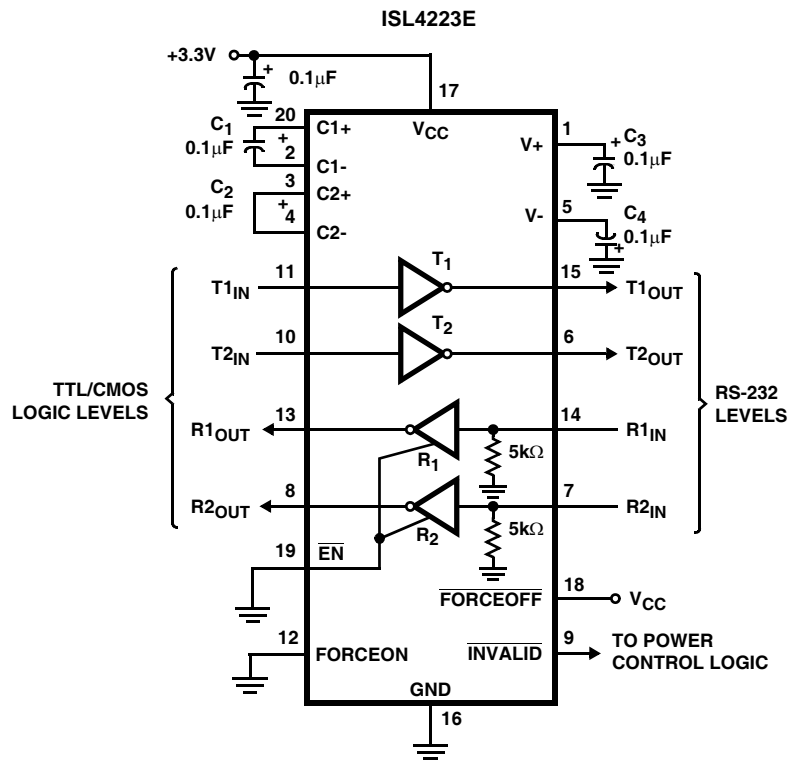 ISL4223E
+3.3V
+
0.1μF
17
20
C1+
VCC
1
C1
0.1μF
+
2
C1-
V+
+
C3
0.1μF
3
C2
0.1μF
C2+
+
4
C2-
5
V-
C4
0.1μF
+
T1IN
11
T1
15
T1OUT
T2IN
10
T2
6
T2OUT
TTL/CMOS
LOGIC LEVELS
RS-232
LEVELS
R1OUT
13
R1
14
R1IN
5kΩ
R2OUT
8
R2
7
R2IN
5kΩ
19
EN
FORCEOFF
18
VCC
12
FORCEON
INVALID
9
TO POWER
CONTROL LOGIC
GND
16